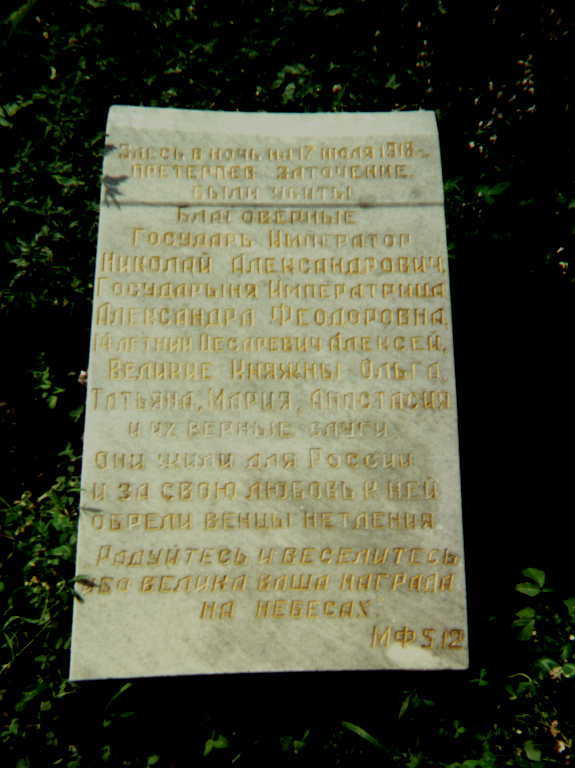 Здесь в ночь на 17 июля 1918 г.
претерпев заточение,
были убиты
Благоверные
Государь Император
Николай Александрович,
Государыня Императрица
Александра Феодоровна,
14 летний Цесаревич Алексей,
Великие Княжны Ольга,
Татьяна, Мария, Анастасия
и их верные слуги
Они жили для России
и за свою любовь к ней
обрели венцы нетления
Радуйтесь и веселитесь
ибо велика ваша награда
на небесах
МФ 5.12